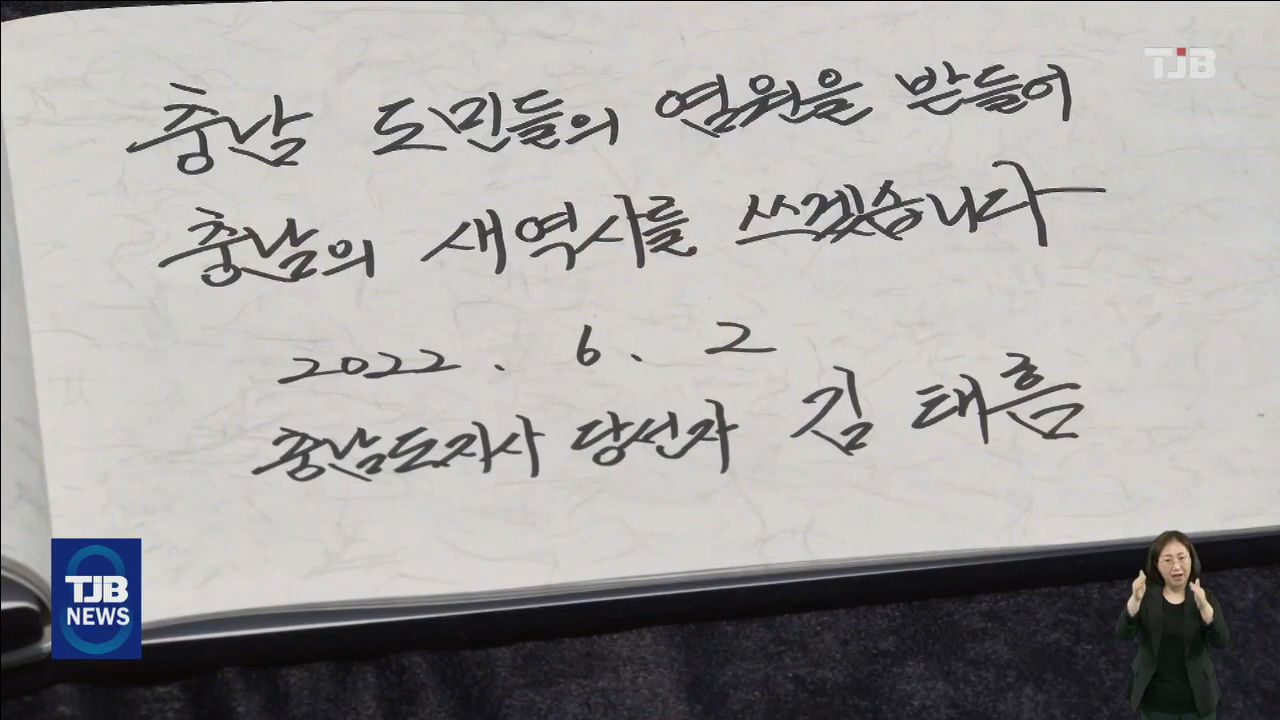 TJB
충남 도민들의 염원을 받들어
충남의 새역사를 쓰겠습니다
2022. 6. 2
충남도지사 당선자 김태흠
8
TJB
NEWS